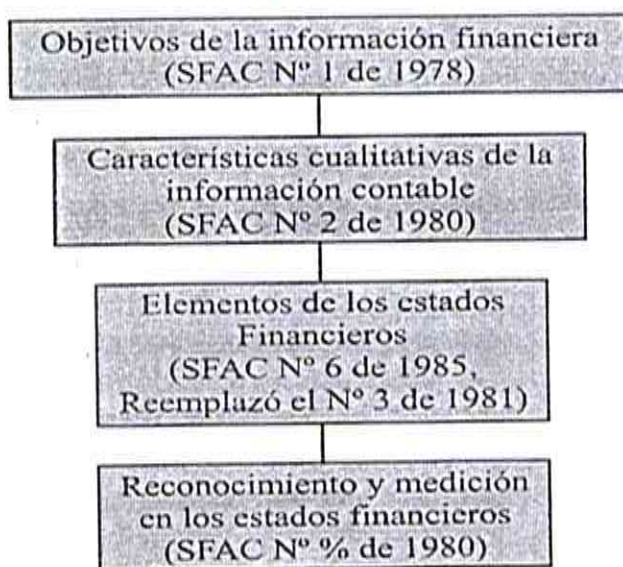 Objetivos de la información financiera
(SFAC Nº 1 de 1978)
Características cualitativas de la
información contable
(SFAC Nº 2 de 1980)
Elementos de los estados
Financieros
(SFAC Nº 6 de 1985,
Reemplazó el Nº 3 de 1981)
Reconocimiento y medición
en los estados financieros
(SFAC Nº % de 1980)